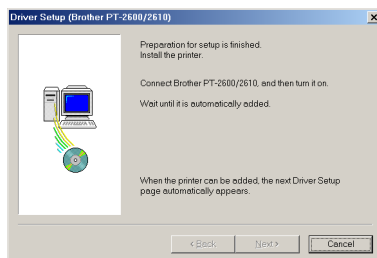 Driver Setup (Brother PT-2600/2610)
Preparation for setup is finished.
Install the printer.
Connect Brother PT-2600/2610, and then turn it on.
Wait until it is automatically added.
When the printer can be added, the next Driver Setup
page automatically appears.
< Back Next > Cancel